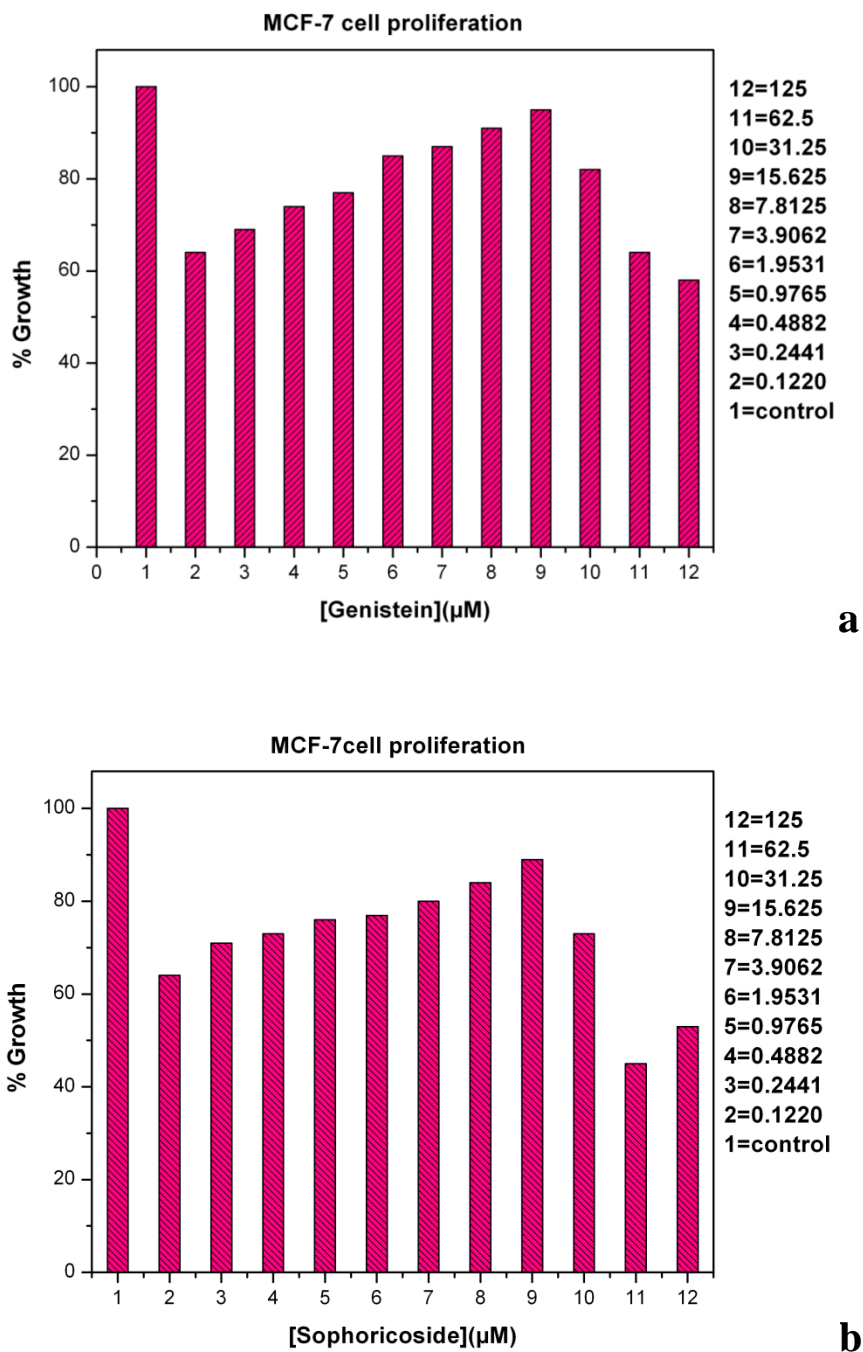 MCF-7 cell proliferation
100
80
60
40
20
0
% Growth
0 1 2 3 4 5 6 7 8 9 10 11 12
[Genistein](µM)
12=125
11=62.5
10=31.25
9=15.625
8=7.8125
7=3.9062
6=1.9531
5=0.9765
4=0.4882
3=0.2441
2=0.1220
1=control
a
MCF-7cell proliferation
100
80
60
40
20
0
% Growth
1 2 3 4 5 6 7 8 9 10 11 12
[Sophoricoside](µM)
12=125
11=62.5
10=31.25
9=15.625
8=7.8125
7=3.9062
6=1.9531
5=0.9765
4=0.4882
3=0.2441
2=0.1220
1=control
b